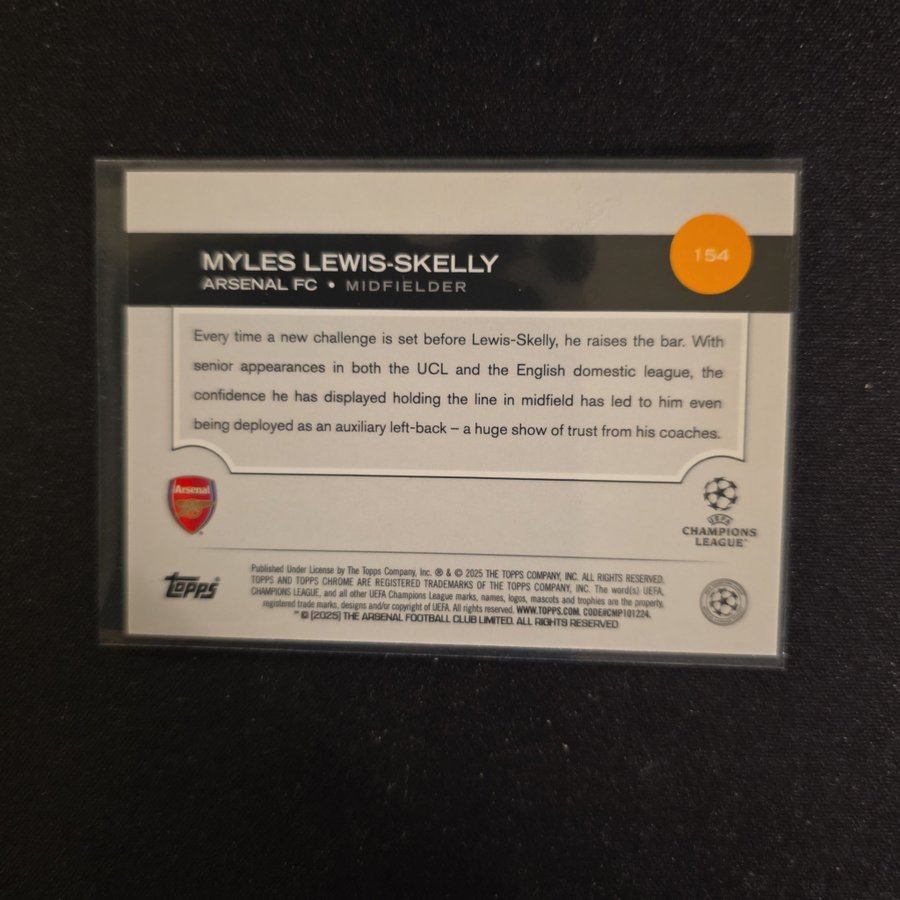 154
MYLES LEWIS-SKELLY
ARSENAL FC • MIDFIELDER
Every time a new challenge is set before Lewis-Skelly, he raises the bar. With
senior appearances in both the UCL and the English domestic league, the
confidence he has displayed holding the line in midfield has led to him even
being deployed as an auxiliary left-back – a huge show of trust from his coaches.
Arsenal
UEFA
CHAMPIONS
LEAGUE
topps
Published Under License by The Topps Company, Inc. ® & © 2025 THE TOPPS COMPANY, INC. ALL RIGHTS RESERVED.
TOPPS AND TOPPS CHROME ARE REGISTERED TRADEMARKS OF THE TOPPS COMPANY, INC. The word(s) UEFA,
CHAMPIONS LEAGUE, and all other UEFA Champions League marks, names, logos, mascots and trophies are the property,
registered trade marks, designs and/or copyright of UEFA. All rights reserved. WWW.TOPPS.COM. CODE#CMP101224.
™ © [2025] THE ARSENAL FOOTBALL CLUB LIMITED. ALL RIGHTS RESERVED